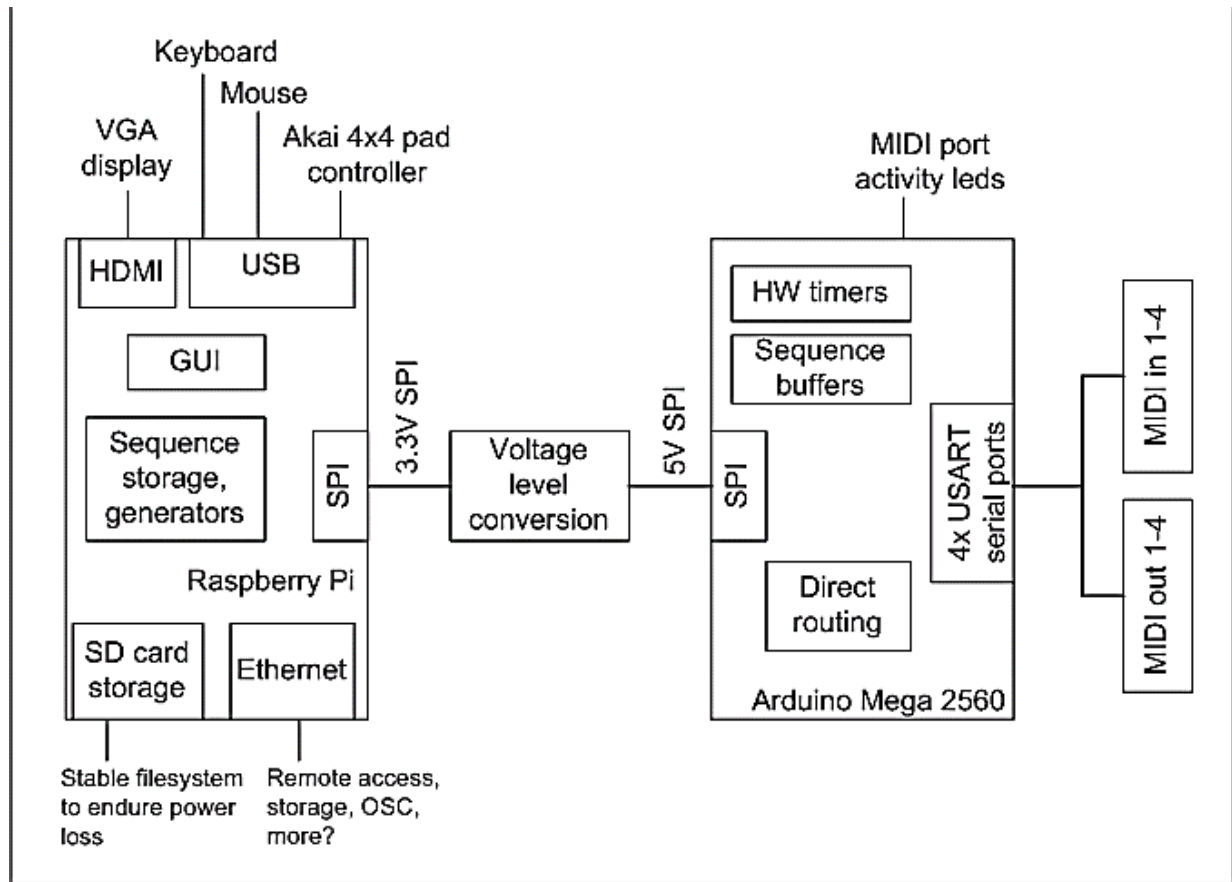 Keyboard
Mouse
VGA
display
Akai 4x4 pad
controller
MIDI port
activity leds
HDMI
USB
GUI
Sequence
storage,
generators
SPI
Raspberry Pi
SD card
storage
Ethernet
Stable filesystem
to endure power
loss
Remote access,
storage, OSC,
more?
3.3V SPI
Voltage
level
conversion
5V SPI
HW timers
Sequence
buffers
SPI
4x USART
serial ports
Direct
routing
Arduino Mega 2560
MIDI in 1-4
MIDI out 1-4